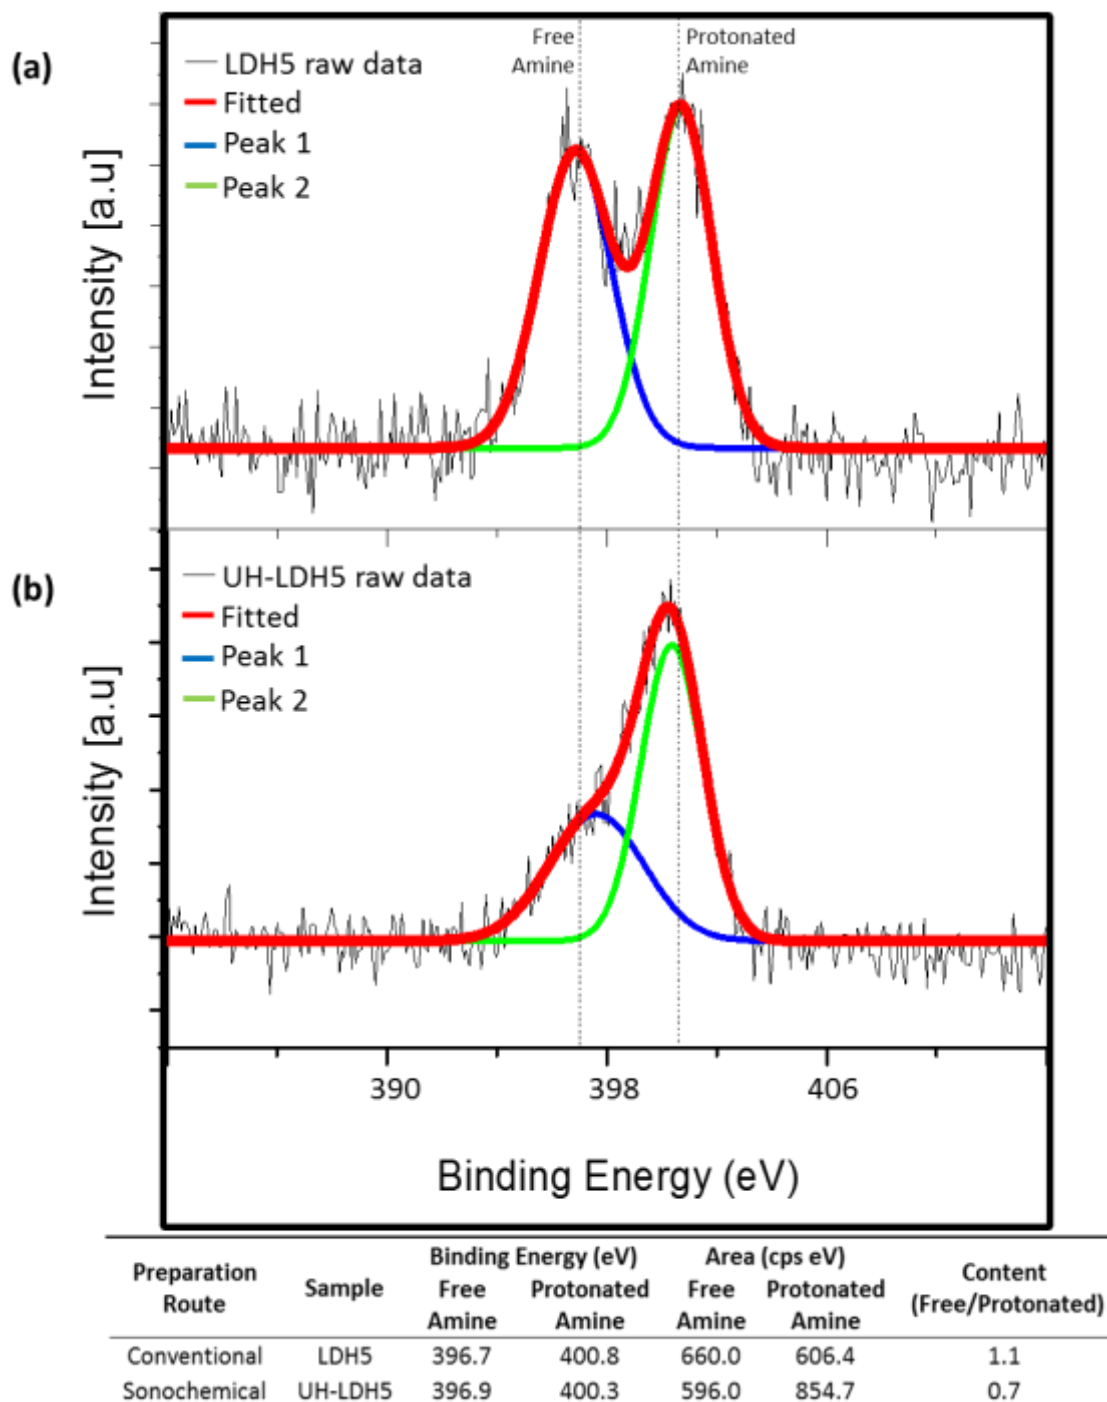 (a)
LDH5 raw data
Fitted
Peak 1
Peak 2
Free
Amine
Protonated
Amine
Intensity [a.u]
(b)
UH-LDH5 raw data
Fitted
Peak 1
Peak 2
Intensity [a.u]
390 398 406
Binding Energy (eV)
Preparation Route Sample Binding Energy (eV) Area (cps eV) Content (Free/Protonated)
Free Amine Protonated Amine Free Amine Protonated Amine
Conventional LDH5 396.7 400.8 660.0 606.4 1.1
Sonochemical UH-LDH5 396.9 400.3 596.0 854.7 0.7